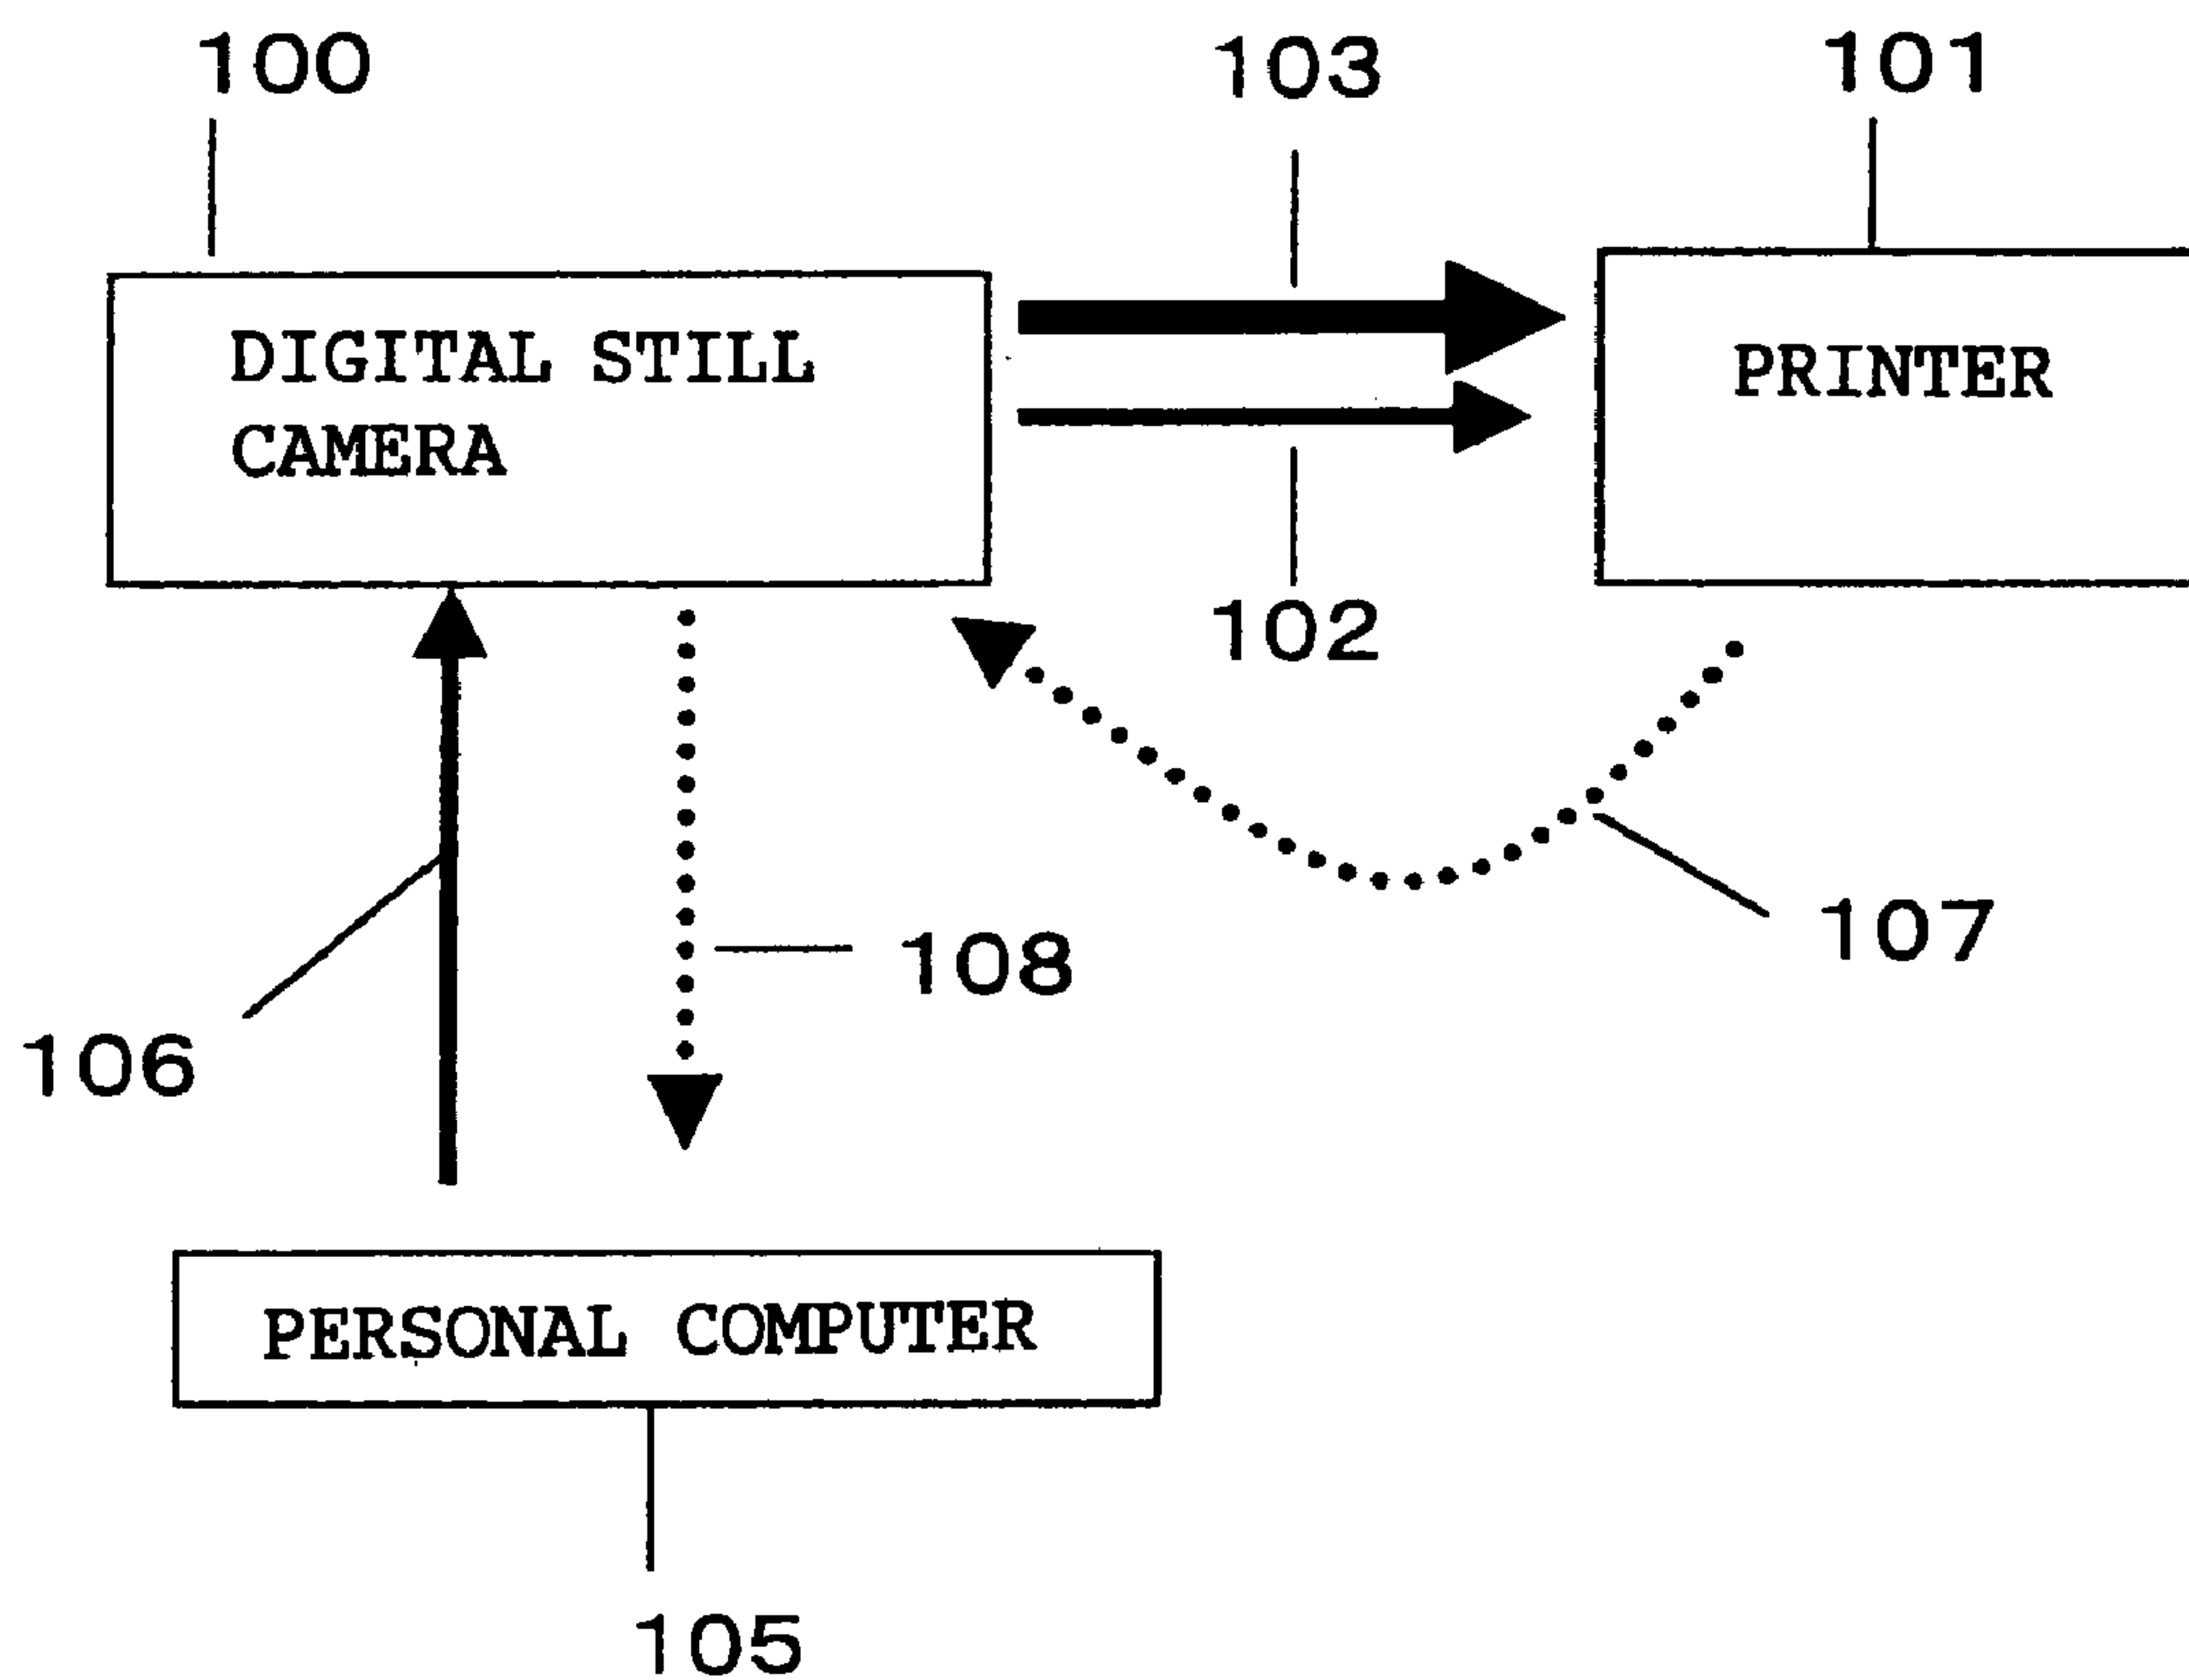 100
103
101
DIGITAL STILL
CAMERA
PRINTER
102
108
107
106
PERSONAL COMPUTER
105